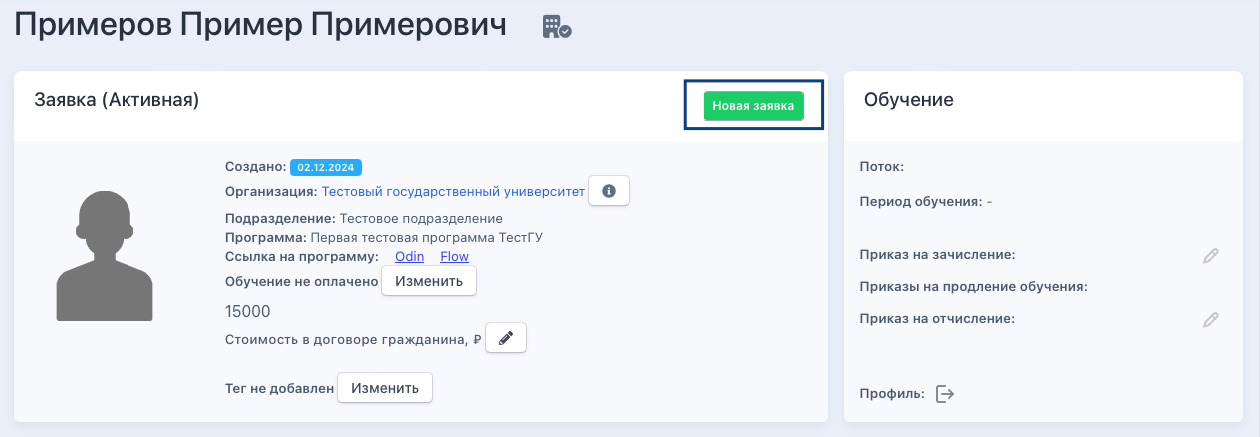 Примеров Пример Примерович
Заявка (Активная)
Новая заявка
Создано: 02.12.2024
Организация: Тестовый государственный университет
Подразделение: Тестовое подразделение
Программа: Первая тестовая программа ТестГУ
Ссылка на программу: Odin Flow
Обучение не оплачено Изменить
15000
Стоимость в договоре гражданина, ₽
Тег не добавлен Изменить
Обучение
Поток:
Период обучения: -
Приказ на зачисление:
Приказы на продление обучения:
Приказ на отчисление:
Профиль: